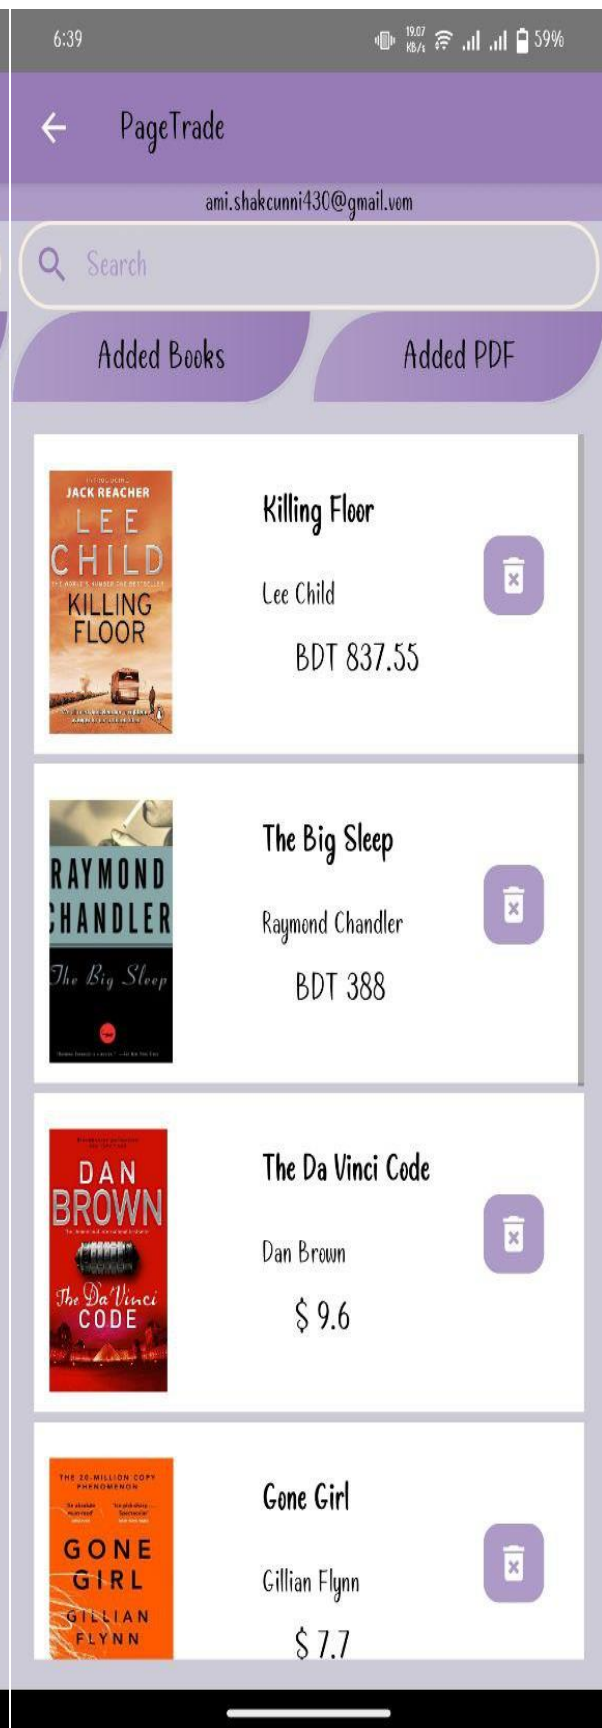 6:39
19.07
KB/s
59%
PageTrade
ami.shakcunni430@gmail.vom
Search
Added Books
Added PDF
JACK REACHER
LEE
CHILD
KILLING
FLOOR
Killing Floor
Lee Child
BDT 837.55
RAYMOND
CHANDLER
The Big Sleep
The Big Sleep
Raymond Chandler
BDT 388
DAN
BROWN
The Da Vinci
CODE
The Da Vinci Code
Dan Brown
$ 9.6
THE 20-MILLION COPY
PHENOMENON
GONE
GIRL
GILLIAN
FLYNN
Gone Girl
Gillian Flynn
$ 7.7